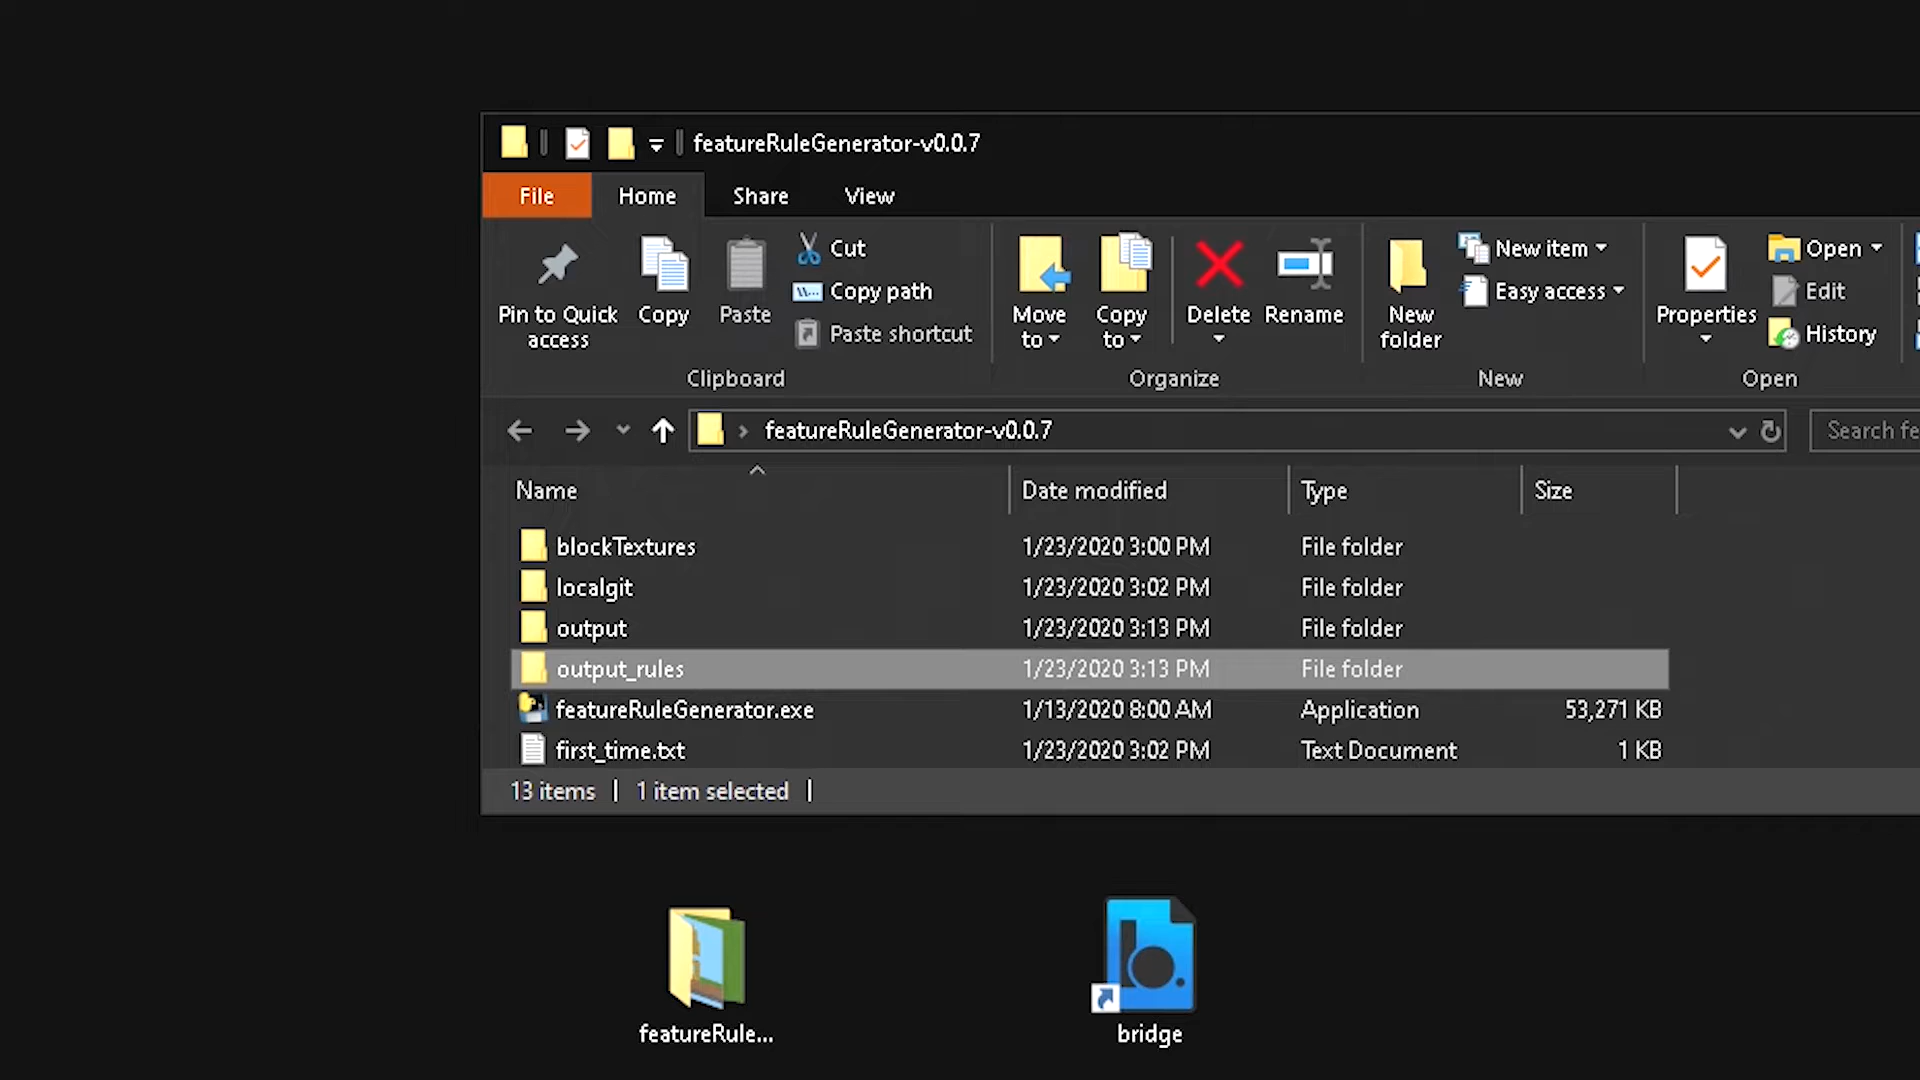 featureRuleGenerator-v0.0.7
File Home Share View
Pin to Quick access
Copy
Paste
Cut
Copy path
Paste shortcut
Clipboard
Move to
Copy to
Delete
Rename
Organize
New folder
New item
Easy access
New
Properties
Open
Edit
History
Open
featureRuleGenerator-v0.0.7
Search fe
Name Date modified Type Size
blockTextures 1/23/2020 3:00 PM File folder
localgit 1/23/2020 3:02 PM File folder
output 1/23/2020 3:13 PM File folder
output_rules 1/23/2020 3:13 PM File folder
featureRuleGenerator.exe 1/13/2020 8:00 AM Application 53,271 KB
first_time.txt 1/23/2020 3:02 PM Text Document 1 KB
13 items 1 item selected
featureRule...
b.
bridge